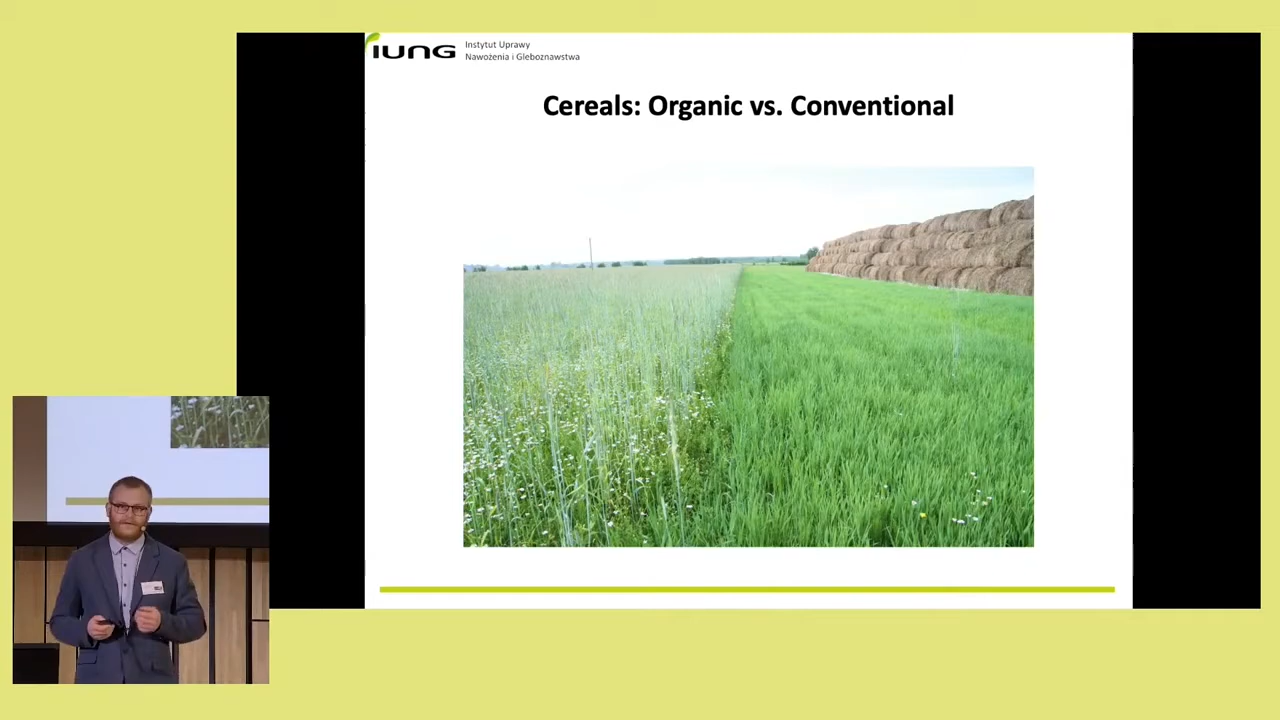 IUNG
Instytut Uprawy
Nawożenia i Gleboznawstwa
Cereals: Organic vs. Conventional